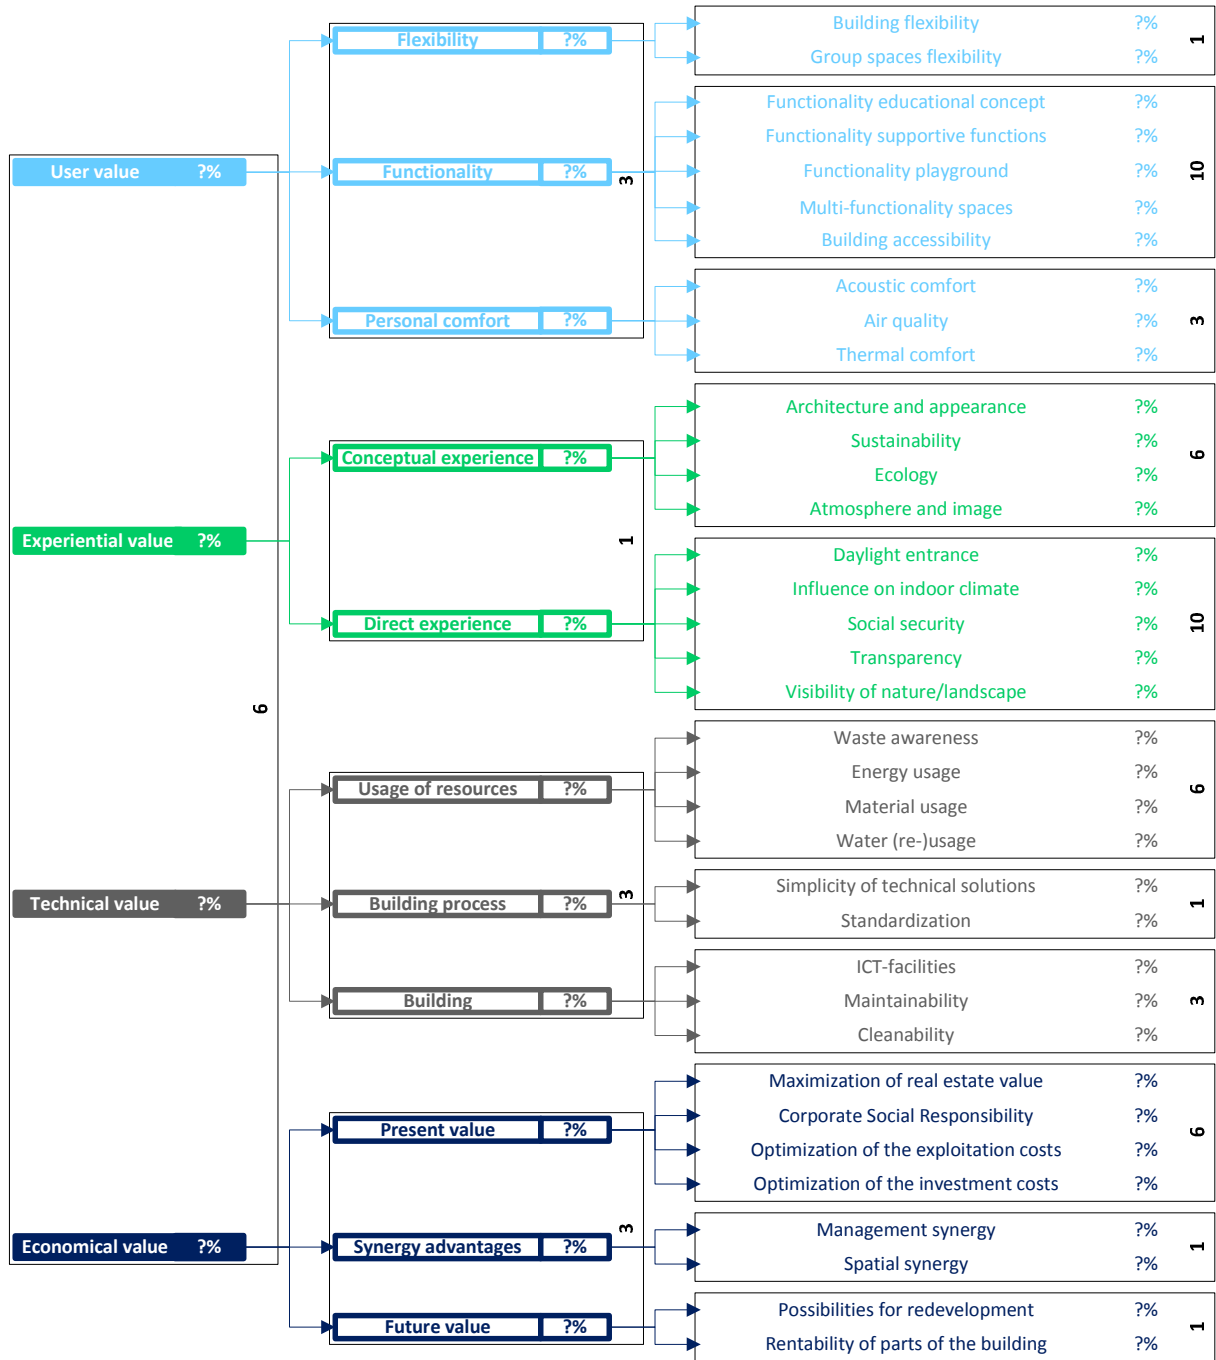 Building flexibility ?%
Flexibility ?%
Group spaces flexibility ?%
1
Functionality educational concept ?%
Functionality supportive functions ?%
User value ?%
Functionality ?%
3
Functionality playground ?%
10
Multi-functionality spaces ?%
Building accessibility ?%
Acoustic comfort ?%
Personal comfort ?%
Air quality ?%
3
Thermal comfort ?%
Architecture and appearance ?%
Conceptual experience ?%
Sustainability ?%
6
Ecology ?%
Atmosphere and image ?%
Experiential value ?%
1
Daylight entrance ?%
Influence on indoor climate ?%
Direct experience ?%
Social security ?%
10
Transparency ?%
Visibility of nature/landscape ?%
6
Waste awareness ?%
Energy usage ?%
Usage of resources ?%
6
Material usage ?%
Water (re-)usage ?%
Simplicity of technical solutions ?%
Technical value ?%
Building process ?%
3
1
Standardization ?%
ICT-facilities ?%
Building ?%
Maintainability ?%
3
Cleanability ?%
Maximization of real estate value ?%
Corporate Social Responsibility ?%
Present value ?%
6
Optimization of the exploitation costs ?%
Optimization of the investment costs ?%
Management synergy ?%
Economical value ?%
Synergy advantages ?%
3
1
Spatial synergy ?%
Possibilities for redevelopment ?%
Future value ?%
1
Rentability of parts of the building ?%